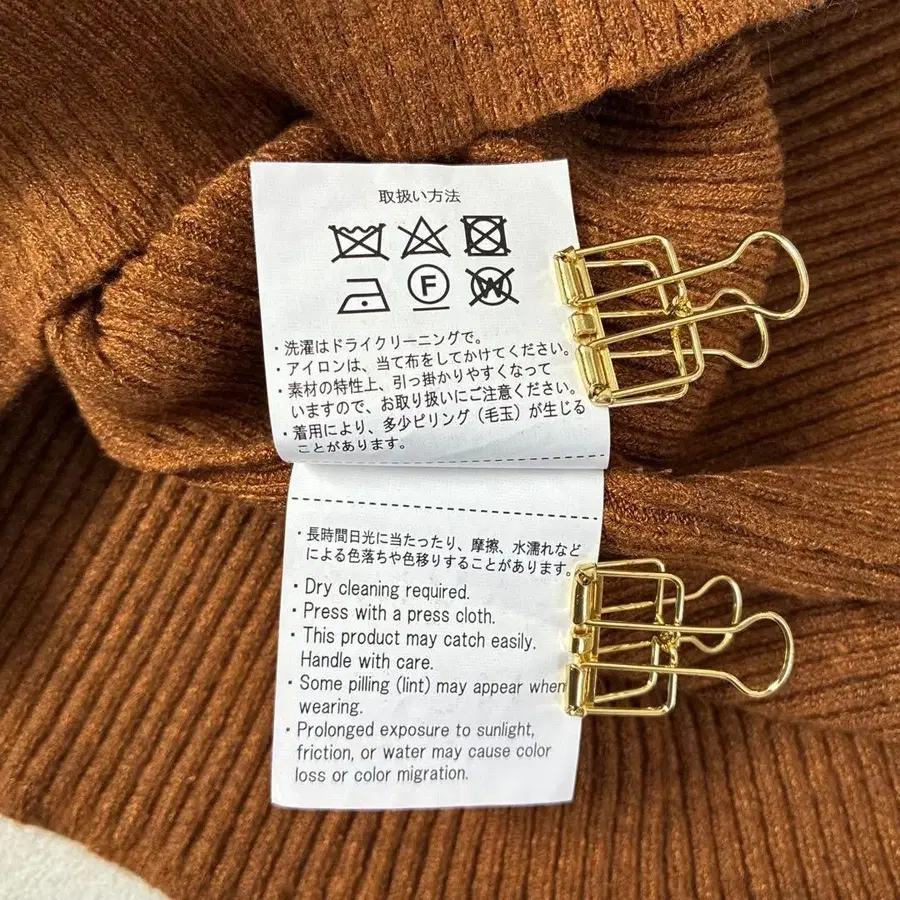 取扱い方法
F
W
・洗濯はドライクリーニングで。
・アイロンは、当て布をしてかけてください。
・素材の特性上、引っ掛かりやすくなって
いますので、お取り扱いにご注意ください。
・着用により、多少ピリング（毛玉）が生じる
ことがあります。
・長時間日光に当たったり、摩擦、水濡れなど
による色落ちや色移りすることがあります。
・Dry cleaning required.
・Press with a press cloth.
・This product may catch easily.
Handle with care.
・Some pilling (lint) may appear when
wearing.
・Prolonged exposure to sunlight,
friction, or water may cause color
loss or color migration.